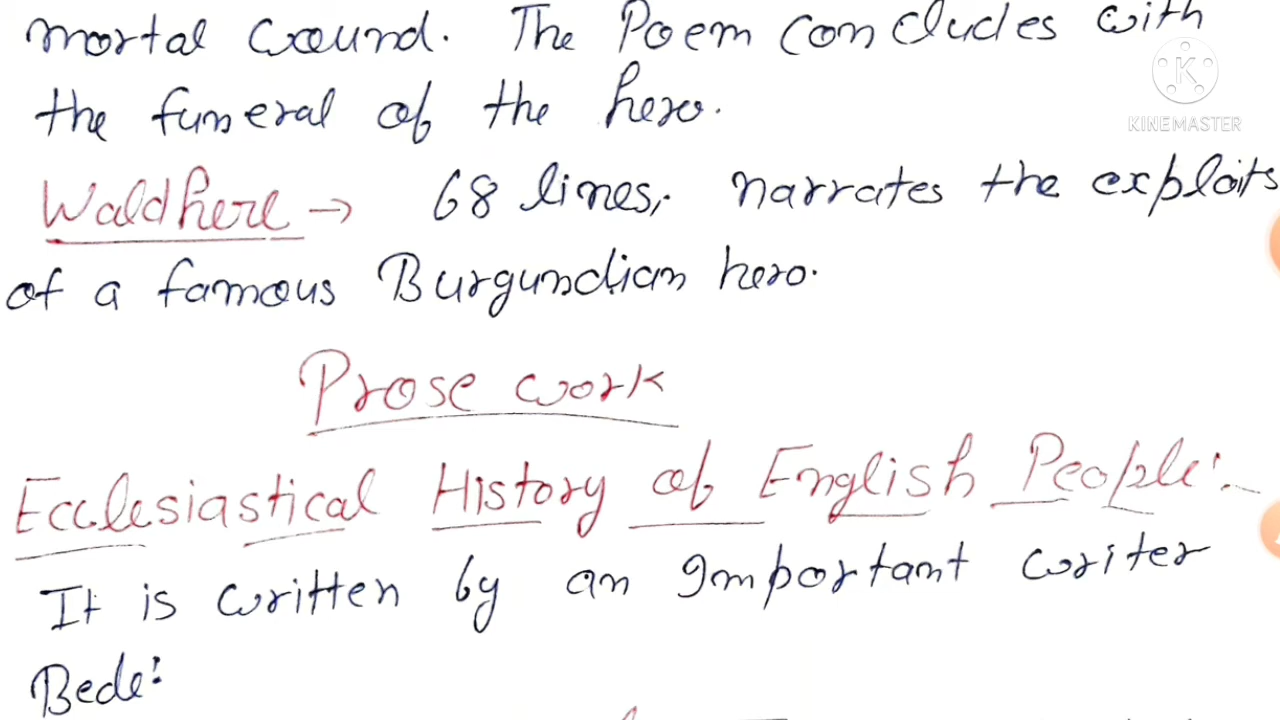 mortal wound. The Poem concludes with
the funeral of the hero.
KINEMASTER
Waldhere → 68 lines, narrates the exploits
of a famous Burgundian hero.
Prose work
Ecclesiastical History of English People:-
It is written by an Important writer
Bede: